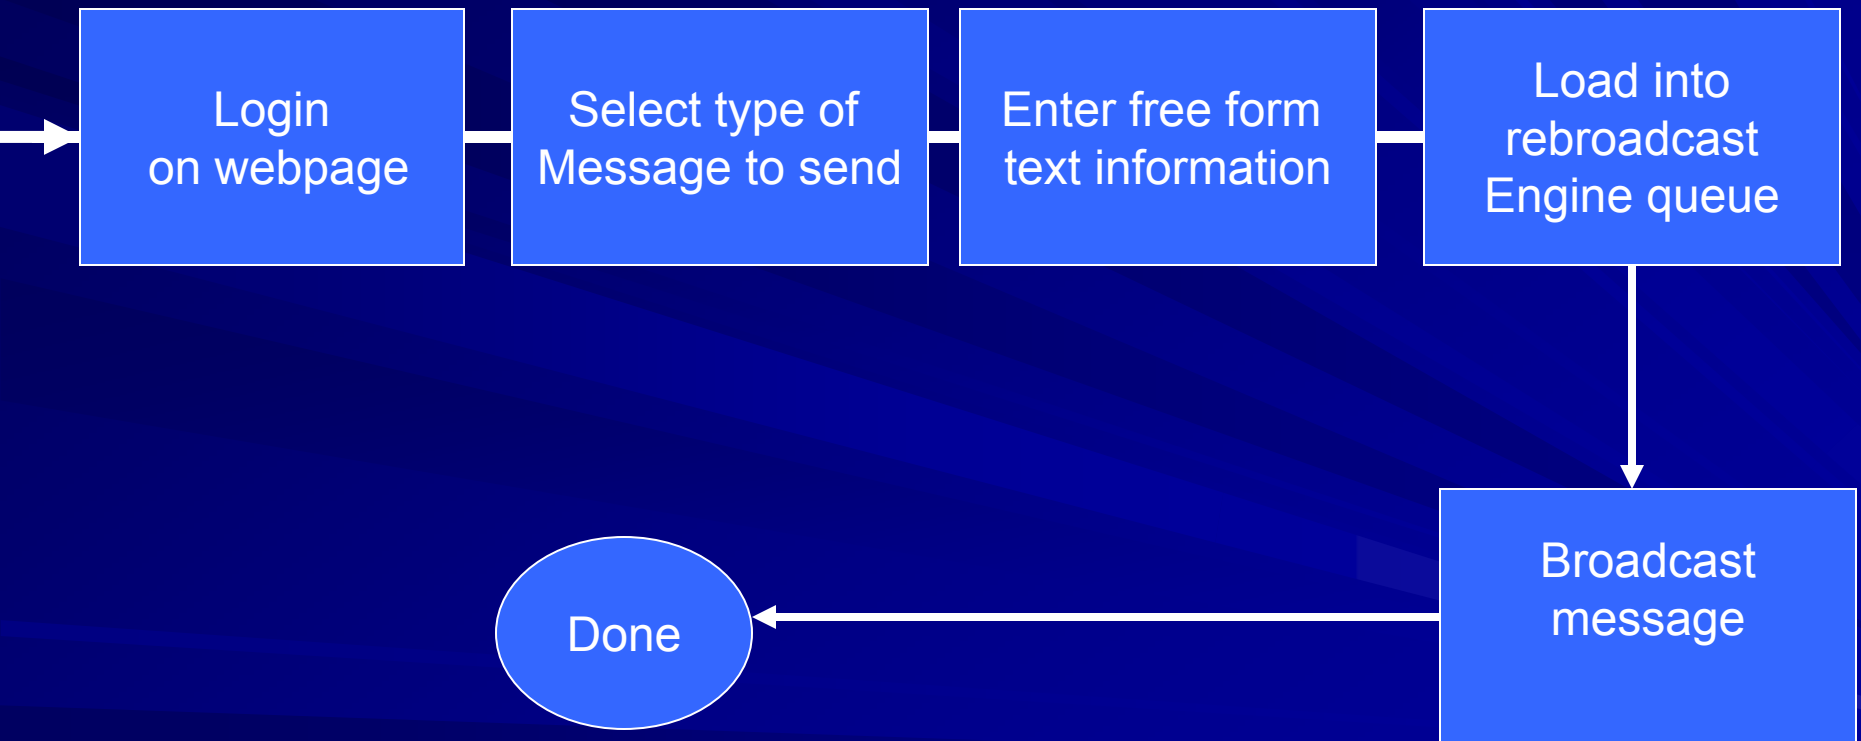 Login
on webpage
Select type of
Message to send
Enter free form
text information
Load into
rebroadcast
Engine queue
Broadcast
message
Done